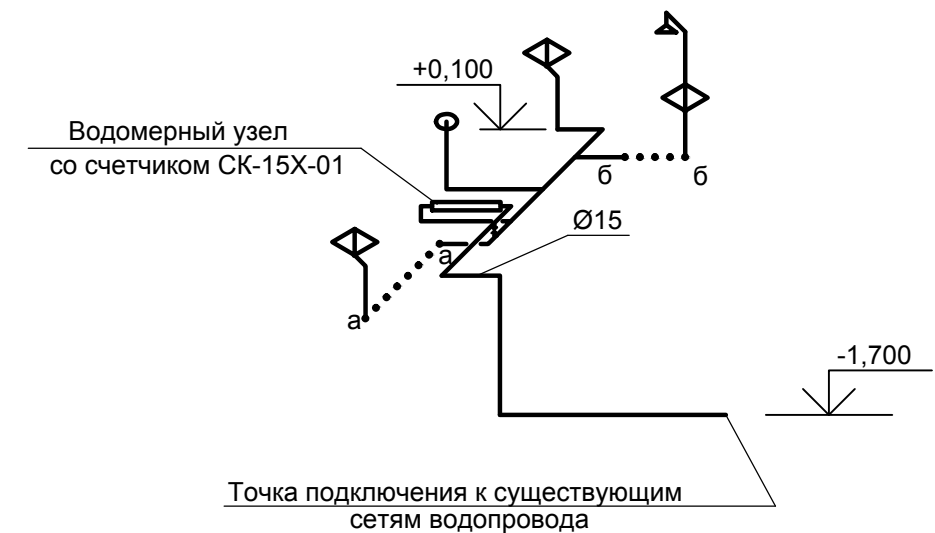 +0,100
Водомерный узел
со счетчиком СК-15Х-01
б
б
Ø15
а
а
-1,700
Точка подключения к существующим
сетям водопровода